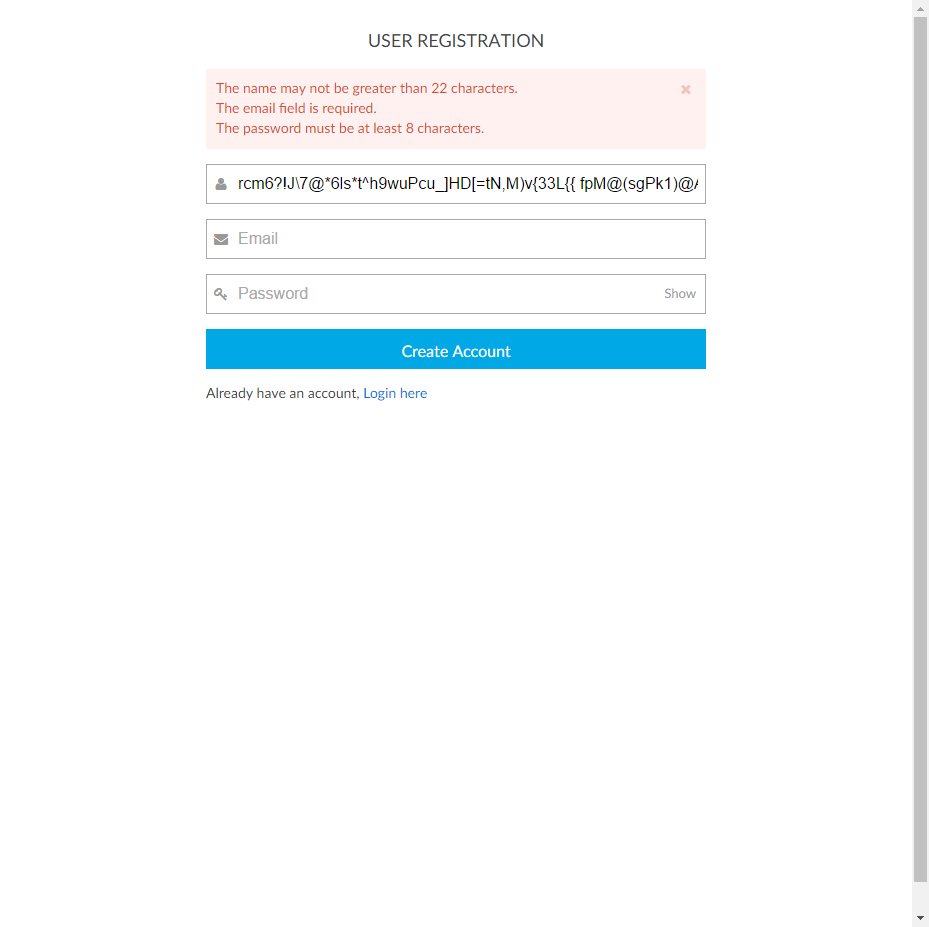 USER REGISTRATION
The name may not be greater than 22 characters.
The email field is required.
The password must be at least 8 characters.
rcm6?!J\7@*6ls*t^h9wuPcu_]HD[=tN,M)v{33L{{ fpM@(sgPk1)@
Email
Password Show
Create Account
Already have an account, Login here